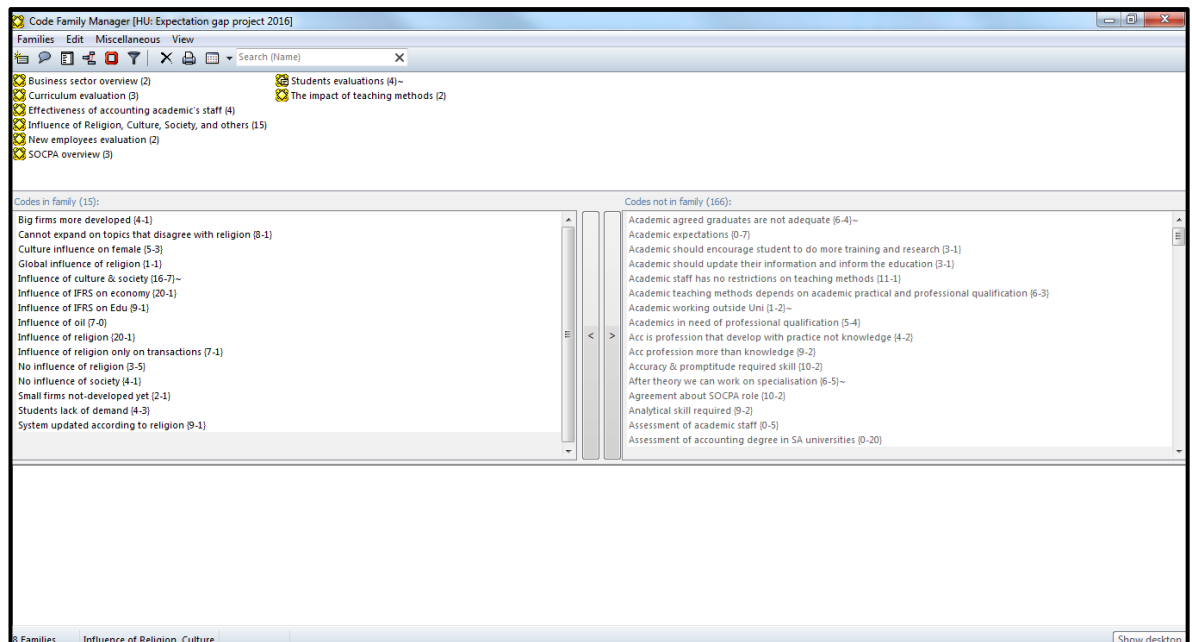 Code Family Manager [HU: Expectation gap project 2016]
Families Edit Miscellaneous View
Search (Name)
Business sector overview (2)
Curriculum evaluation (3)
Effectiveness of accounting academic's staff (4)
Influence of Religion, Culture, Society, and others (15)
New employees evaluation (2)
SOCPA overview (3)
Students evaluations (4)~
The impact of teaching methods (2)
Codes in family (15):
Big firms more developed {4-1}
Cannot expand on topics that disagree with religion {8-1}
Culture influence on female {5-3}
Global influence of religion {1-1}
Influence of culture & society {16-7}~
Influence of IFRS on economy {20-1}
Influence of IFRS on Edu {9-1}
Influence of oil {7-0}
Influence of religion {20-1}
Influence of religion only on transactions {7-1}
No influence of religion {3-5}
No influence of society {4-1}
Small firms not-developed yet {2-1}
Students lack of demand {4-3}
System updated according to religion {9-1}
< >
Codes not in family (166):
Academic agreed graduates are not adequate {6-4}~
Academic expectations {0-7}
Academic should encourage student to do more training and research {3-1}
Academic should update their information and inform the education {3-1}
Academic staff has no restrictions on teaching methods {11-1}
Academic teaching methods depends on academic practical and professional qualification {6-3}
Academic working outside Uni {1-2}~
Academics in need of professional qualification {5-4}
Acc is profession that develop with practice not knowledge {4-2}
Acc profession more than knowledge {9-2}
Accuracy & promptitude required skill {10-2}
After theory we can work on specialisation {6-5}~
Agreement about SOCPA role {10-2}
Analytical skill required {9-2}
Assessment of academic staff {0-5}
Assessment of accounting degree in SA universities {0-20}
8 Families Influence of Religion, Culture
Show desktop